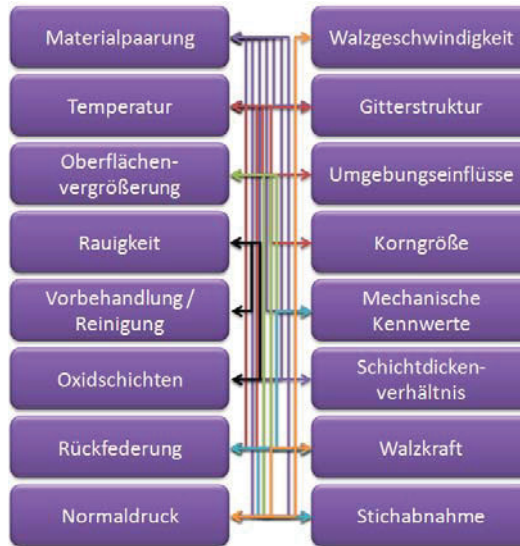 Materialpaarung
Walzgeschwindigkeit
Temperatur
Gitterstruktur
Oberflächen-
vergrößerung
Umgebungseinflüsse
Rauigkeit
Korngröße
Vorbehandlung /
Reinigung
Mechanische
Kennwerte
Oxidschichten
Schichtdicken-
verhältnis
Rückfederung
Walzkraft
Normaldruck
Stichabnahme